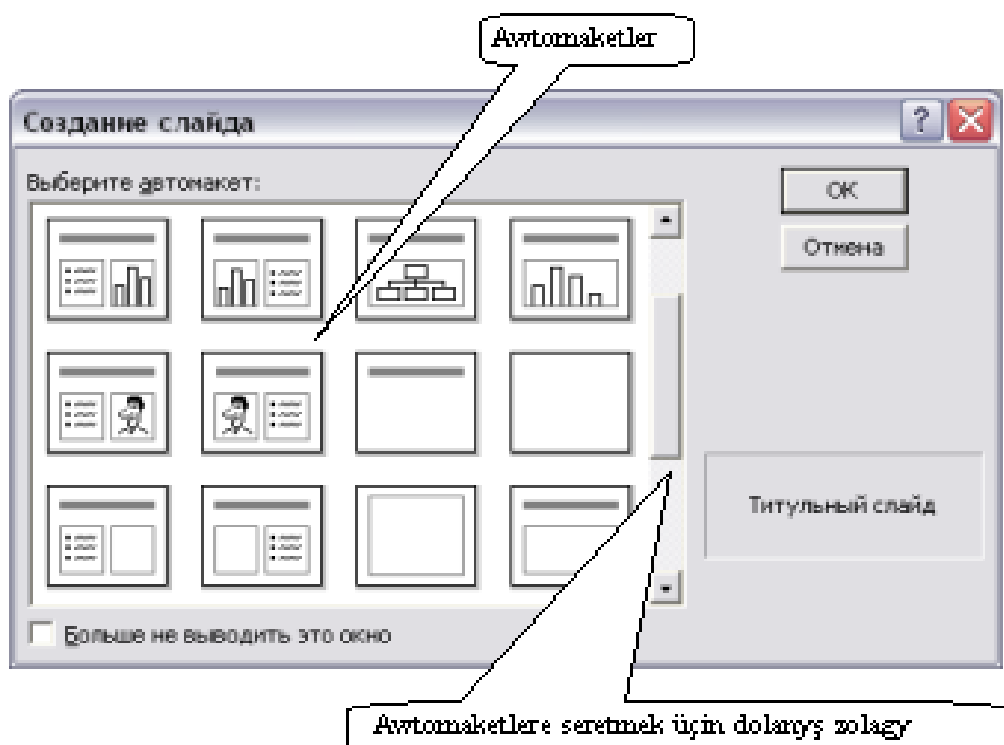 Awtomaketler
Создание слайда
Выберите автомакет:
OK
Отмена
Титульный слайд
Больше не выводить это окно
Awtomaketlere seretmek üçin dolanyş zolagy